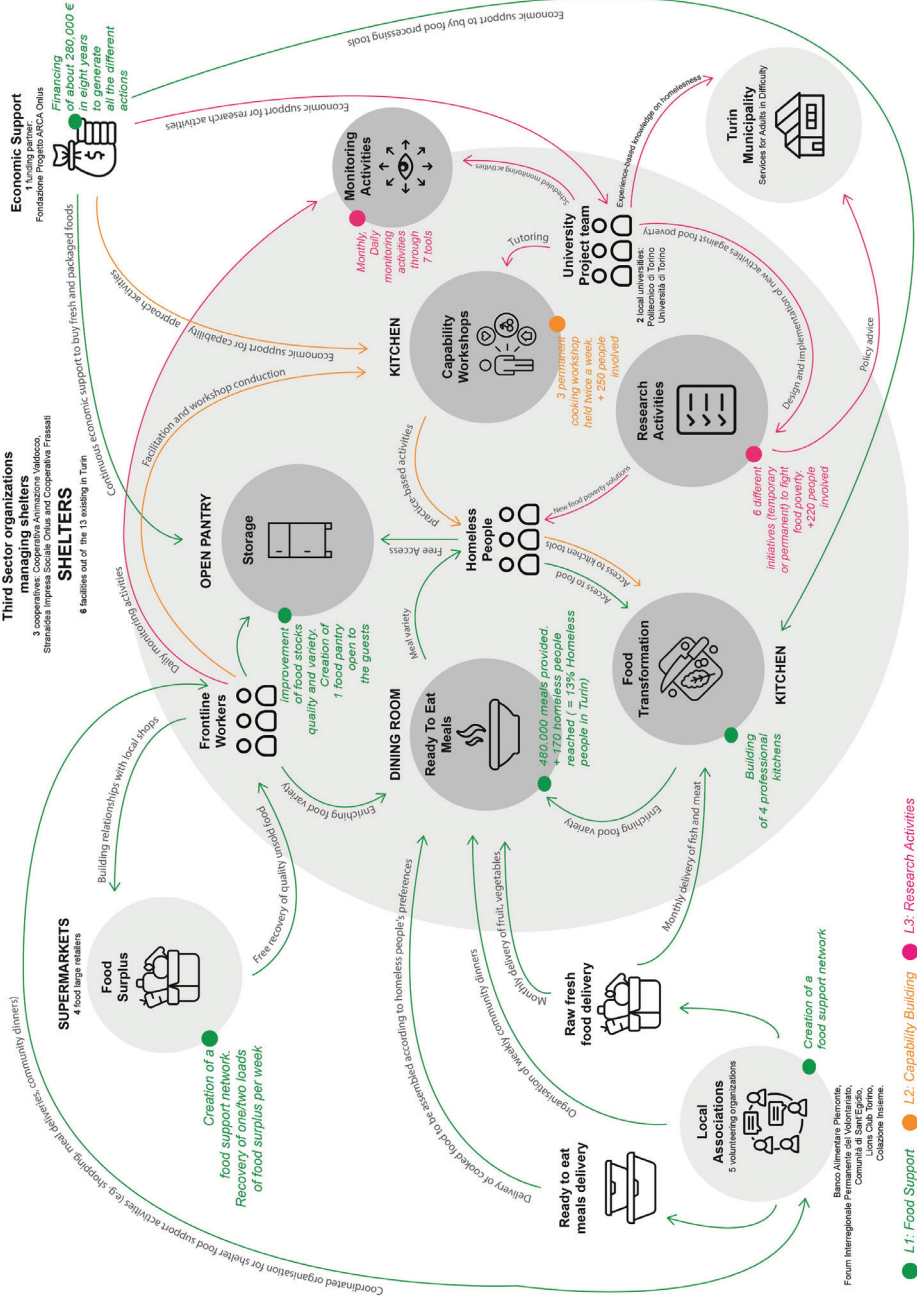 Third Sector organizations
managing shelters
3 cooperatives: Cooperativa Animazione Valdocco,
Stranaidea Impresa Sociale Onlus and Cooperativa Frassati
SHELTERS
6 facilities out of the 13 existing in Turin
Economic Support
1 funding partner:
Fondazione Progetto ARCA Onlus
Financing
of about 280,000 €
in eight years
to generate
all the different
actions
Coordinated organisation of shelter food support activities (e.g. shopping, meal deliveries, community dinners)
SUPERMARKETS
4 food large retailers
Food
Surplus
Creation of a
food support network.
Recovery of one/two loads
of food surplus per week
Building relationships with local shops
Free recovery of quality unsold food
Frontline
Workers
Daily monitoring activities
Facilitation and workshop conduction
Continuous economic support to buy fresh and packaged foods
Economic support for capability
approach activities
Economic support for research activities
Economic processing food buy to support tools
OPEN PANTRY
Storage
improvement
of food stocks
quality and variety.
Creation of
1 food pantry
open to
the guests
KITCHEN
Capability
Workshops
3 permanent
cooking workshop
held twice a week.
+ 250 people
involved
Monitoring
Activities
Monthly,
Daily
monitoring
activities
through
7 tools
Scheduled monitoring activities
Tutoring
University
Project team
2 local universities:
Politecnico di Torino
Università di Torino
Experience-based knowledge on homelesness
Turin
Municipality
Services for Adults in Difficulty
Design and implementation of new activities against food poverty
Policy advice
Research
Activities
6 different
initiatives (temporary
or permanent) to fight
food poverty.
+220 people
involved
New food poverty solutions
practice-based activities
Homeless
People
Free Access
Meal variety
Access to food
Access to kitchen tools
Enriching food variety
DINING ROOM
Ready To Eat
Meals
480.000 meals provided.
+ 170 homeless people
reached ( = 13% Homeless
people in Turin)
Enriching food variety
Food
Transformation
KITCHEN
Building
of 4 professional
kitchens
Delivery of cooked food to be assembled according to homeless people's preferences
Organisation of weekly community dinners
Monthly delivery of fruit, vegetables
Monthly delivery of fish and meat
Ready to eat
meals delivery
Raw fresh
food delivery
Local
Associations
5 volunteering organizations
Creation of a
food support network
Banco Alimentare Piemonte,
Forum Interregionale Permanente del Volontariato,
Comunità di Sant'Egidio,
Lions Club Torino,
Colazione Insieme.
L1: Food Support
L2: Capability Building
L3: Research Activities